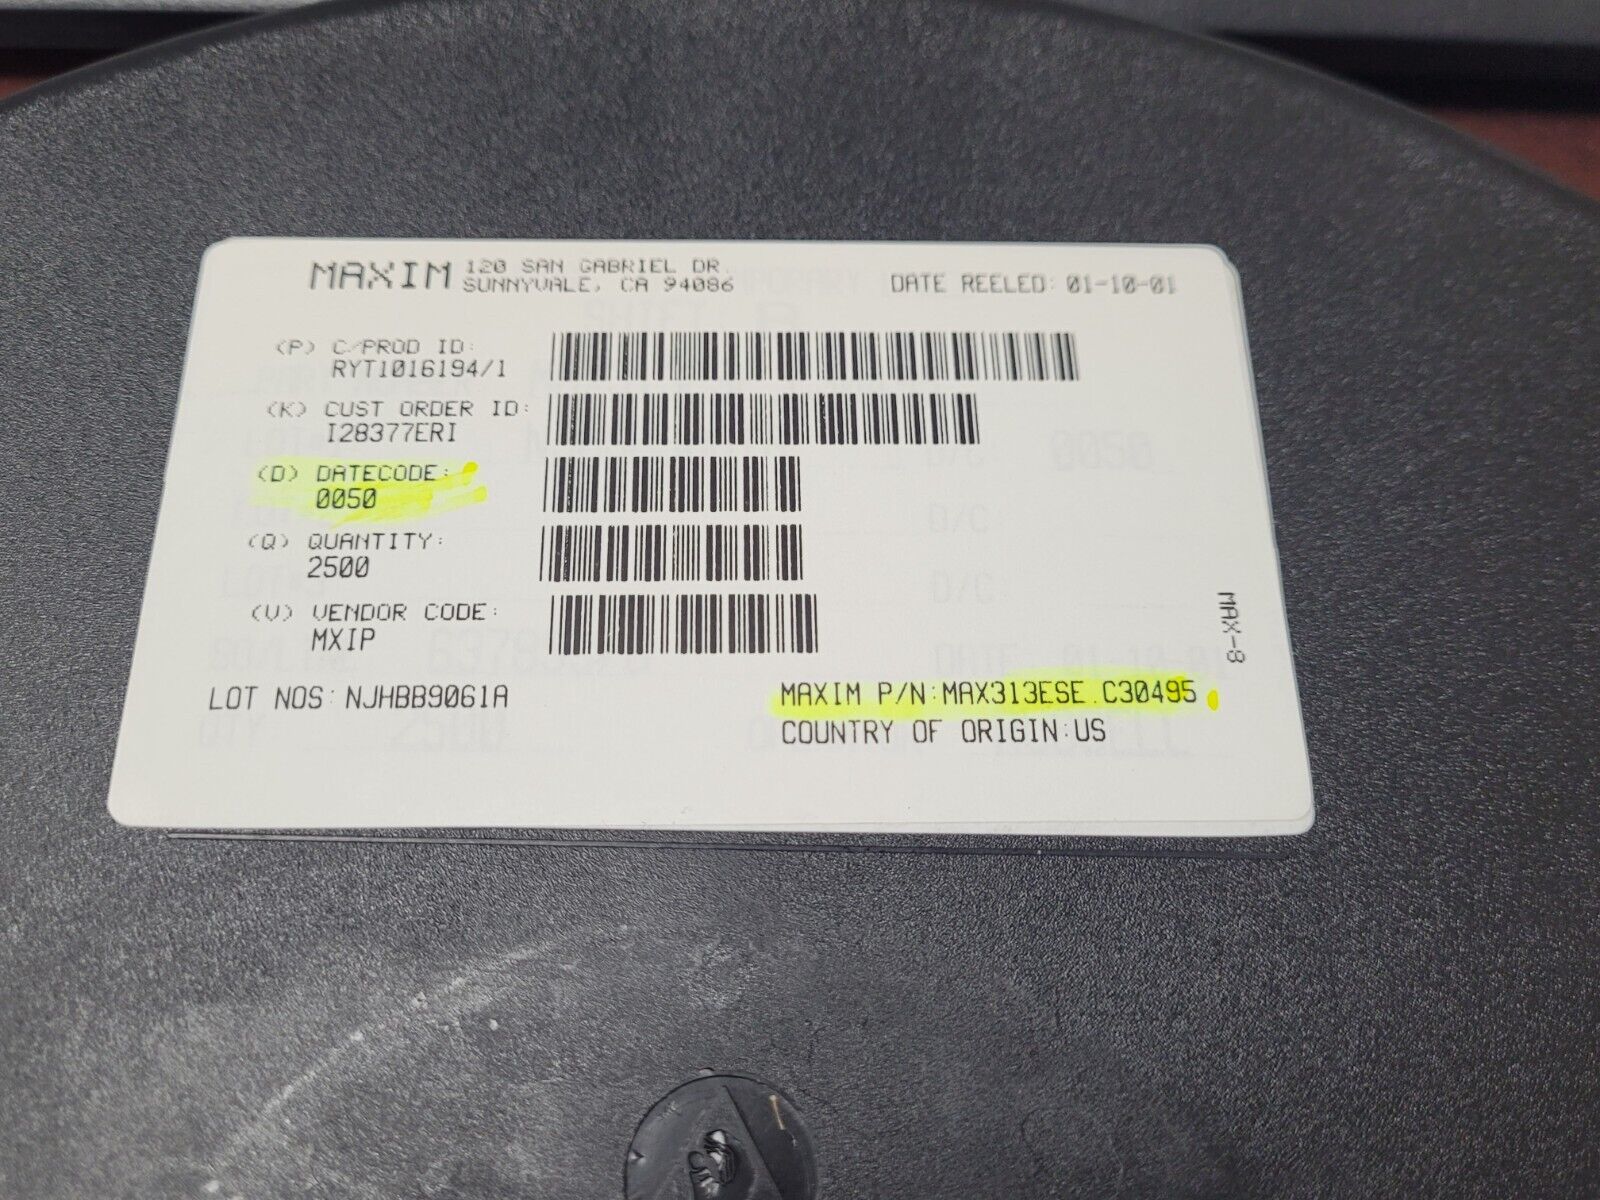 MAXIM 120 SAN GABRIEL DR.
SUNNYVALE, CA 94086
DATE REELED: 01-10-01
(P) C/PROD ID:
RYT1016194/1
(K) CUST ORDER ID:
I28377ERI
(D) DATECODE:
0050
(Q) QUANTITY:
2500
(V) VENDOR CODE:
MXIP
MAX-8
LOT NOS: NJHBB9061A
MAXIM P/N:MAX313ESE.C30495
COUNTRY OF ORIGIN:US